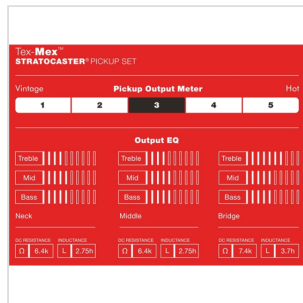 Tex-Mex™
STRATOCASTER® PICKUP SET
Vintage Pickup Output Meter Hot
1 2 3 4 5
Output EQ
Treble Treble Treble
Mid Mid Mid
Bass Bass Bass
Neck Middle Bridge
DC RESISTANCE INDUCTANCE DC RESISTANCE INDUCTANCE DC RESISTANCE INDUCTANCE
Ω 6.4k L 2.75h Ω 6.4k L 2.75h Ω 7.4k L 3.7h